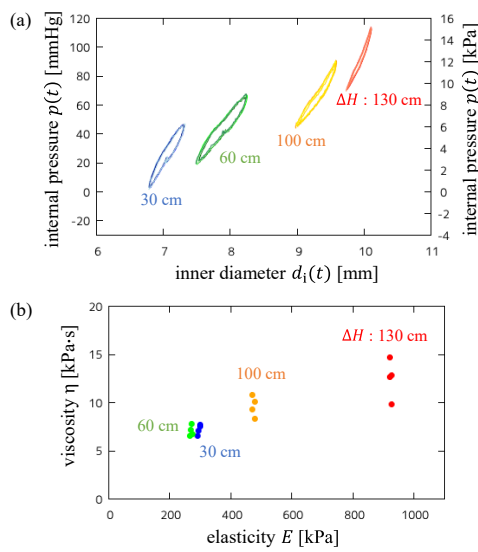 (a)
internal pressure p(t) [mmHg]
120
100
80
60
40
20
0
-20
16
14
12
10
8
6
4
2
0
-2
-4
internal pressure p(t) [kPa]
ΔH : 130 cm
100 cm
60 cm
30 cm
6 7 8 9 10 11
inner diameter dᵢ(t) [mm]
(b)
viscosity η [kPa·s]
20
15
10
5
0
ΔH : 130 cm
100 cm
60 cm
30 cm
0 200 400 600 800 1000
elasticity E [kPa]